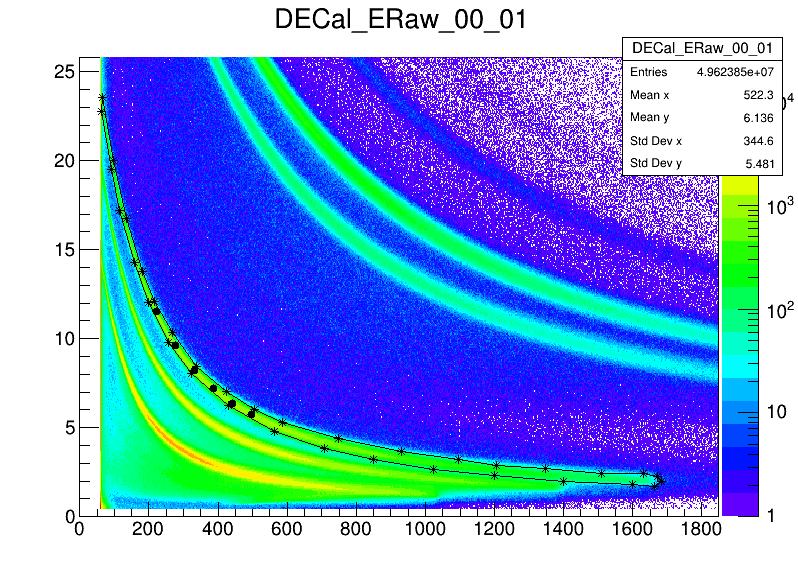 DECal_ERaw_00_01
DECal_ERaw_00_01
Entries 4.962385e+07
Mean x 522.3
Mean y 6.136
Std Dev x 344.6
Std Dev y 5.481
25
20
15
10
5
0
0 200 400 600 800 1000 1200 1400 1600 1800
10³
10²
10
1